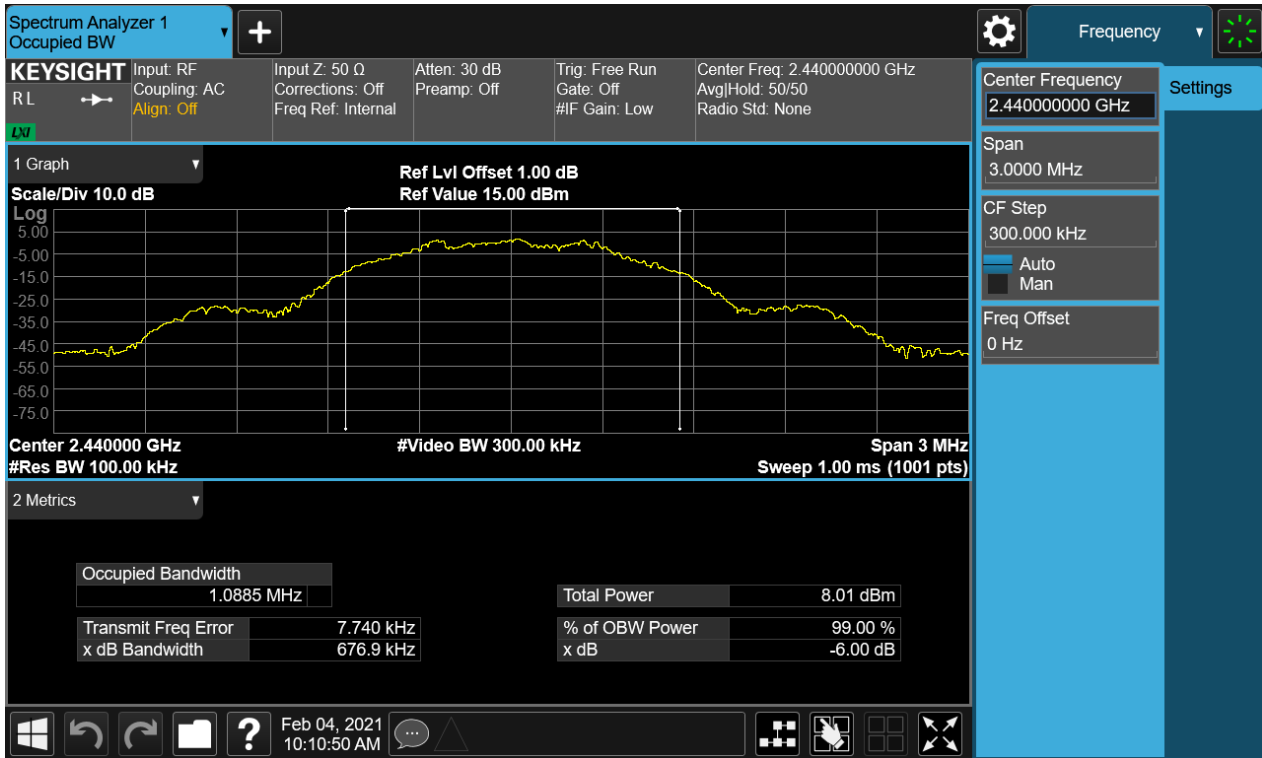 Spectrum Analyzer 1
Occupied BW
Frequency
KEYSIGHT
R L
LXI
Input: RF
Coupling: AC
Align: Off
Input Z: 50 Ω
Corrections: Off
Freq Ref: Internal
Atten: 30 dB
Preamp: Off
Trig: Free Run
Gate: Off
#IF Gain: Low
Center Freq: 2.440000000 GHz
Avg|Hold: 50/50
Radio Std: None
Center Frequency
2.440000000 GHz
Settings
Span
3.0000 MHz
CF Step
300.000 kHz
Auto
Man
Freq Offset
0 Hz
1 Graph
Scale/Div 10.0 dB
Ref Lvl Offset 1.00 dB
Ref Value 15.00 dBm
Log
5.00
-5.00
-15.0
-25.0
-35.0
-45.0
-55.0
-65.0
-75.0
Center 2.440000 GHz
#Video BW 300.00 kHz
Span 3 MHz
#Res BW 100.00 kHz
Sweep 1.00 ms (1001 pts)
2 Metrics
Occupied Bandwidth
1.0885 MHz
Total Power 8.01 dBm
Transmit Freq Error 7.740 kHz
% of OBW Power 99.00 %
x dB Bandwidth 676.9 kHz
x dB -6.00 dB
?
Feb 04, 2021
10:10:50 AM